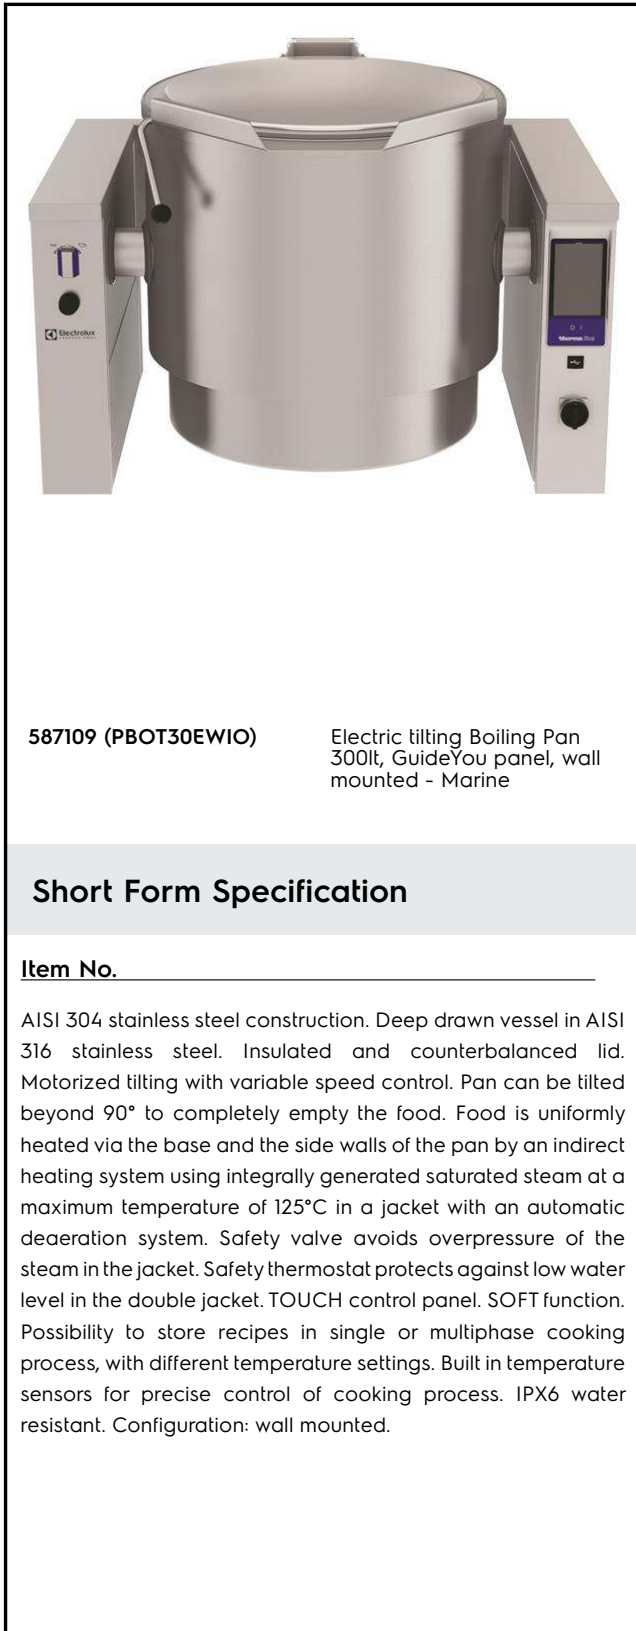 Electrolux
PROFESSIONAL
thermaline
587109 (PBOT30EWIO)
Electric tilting Boiling Pan
300lt, GuideYou panel, wall
mounted - Marine
Short Form Specification
Item No.
AISI 304 stainless steel construction. Deep drawn vessel in AISI
316 stainless steel. Insulated and counterbalanced lid.
Motorized tilting with variable speed control. Pan can be tilted
beyond 90° to completely empty the food. Food is uniformly
heated via the base and the side walls of the pan by an indirect
heating system using integrally generated saturated steam at a
maximum temperature of 125°C in a jacket with an automatic
deaeration system. Safety valve avoids overpressure of the
steam in the jacket. Safety thermostat protects against low water
level in the double jacket. TOUCH control panel. SOFT function.
Possibility to store recipes in single or multiphase cooking
process, with different temperature settings. Built in temperature
sensors for precise control of cooking process. IPX6 water
resistant. Configuration: wall mounted.